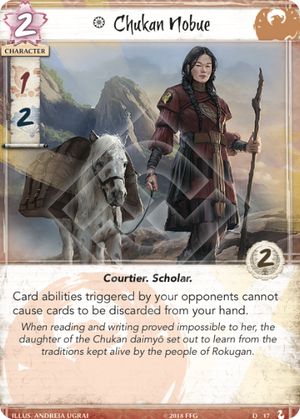 2
Chukan Nobue
CHARACTER
1
2
2
Courtier. Scholar.
Card abilities triggered by your opponents cannot
cause cards to be discarded from your hand.
When reading and writing proved impossible to her, the
daughter of the Chukan daimyō set out to learn from the
traditions kept alive by the people of Rokugan.
ILLUS: ANDREIA UGRAI
©2018 FFG
D 17